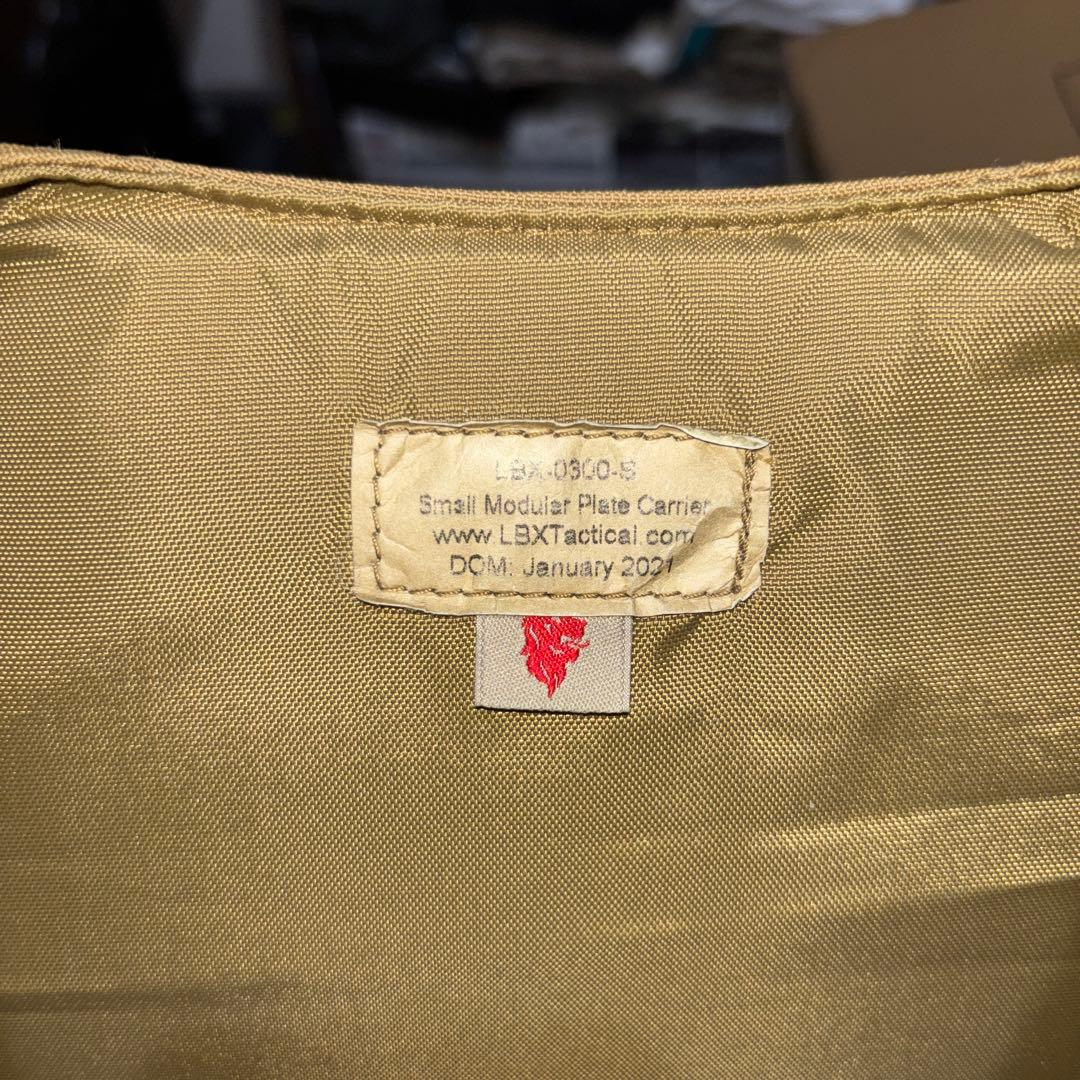 LBX-0300-S
Small Modular Plate Carrier
www.LBXTactical.com
DOM: January 2021